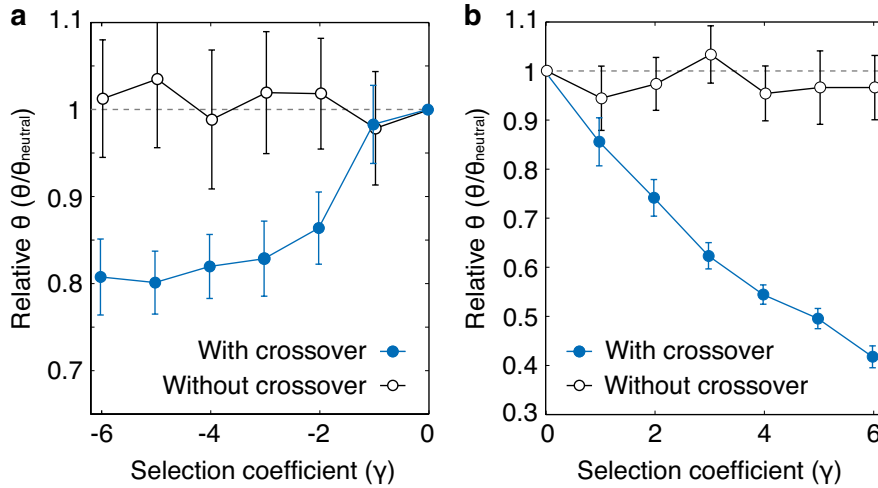 a
Relative θ (θ/θneutral)
1.1
1
0.9
0.8
0.7
With crossover
Without crossover
-6
-4
-2
0
Selection coefficient (γ)
b
Relative θ (θ/θneutral)
1.1
1
0.9
0.8
0.7
0.6
0.5
0.4
0.3
With crossover
Without crossover
0
2
4
6
Selection coefficient (γ)